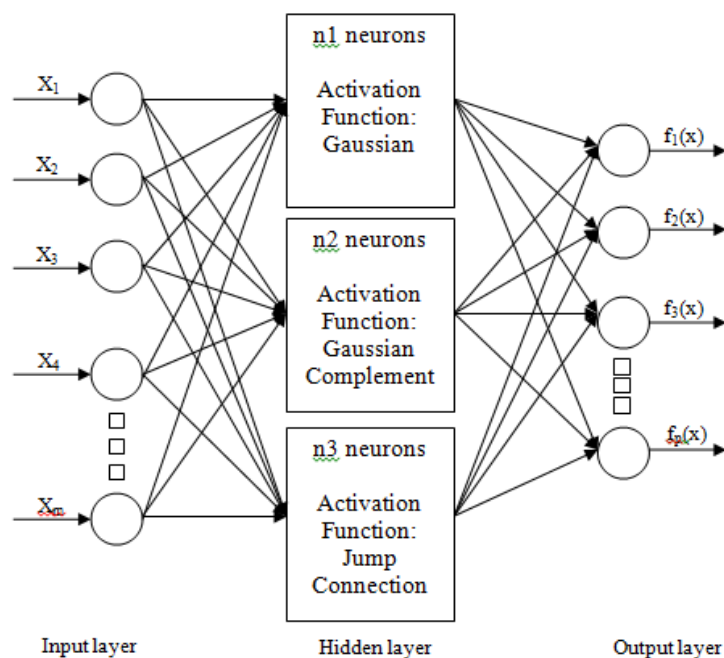 X1
X2
X3
X4
Xm
n1 neurons
Activation
Function:
Gaussian
n2 neurons
Activation
Function:
Gaussian
Complement
n3 neurons
Activation
Function:
Jump
Connection
f1(x)
f2(x)
f3(x)
fn(x)
Input layer
Hidden layer
Output layer